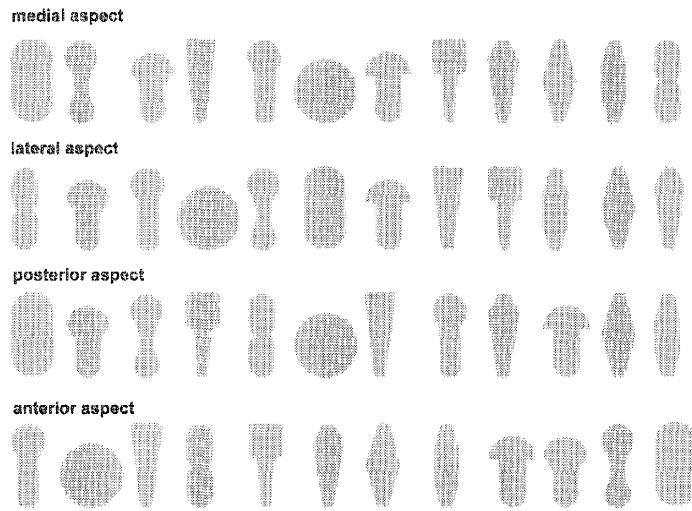 medial aspect
lateral aspect
posterior aspect
anterior aspect